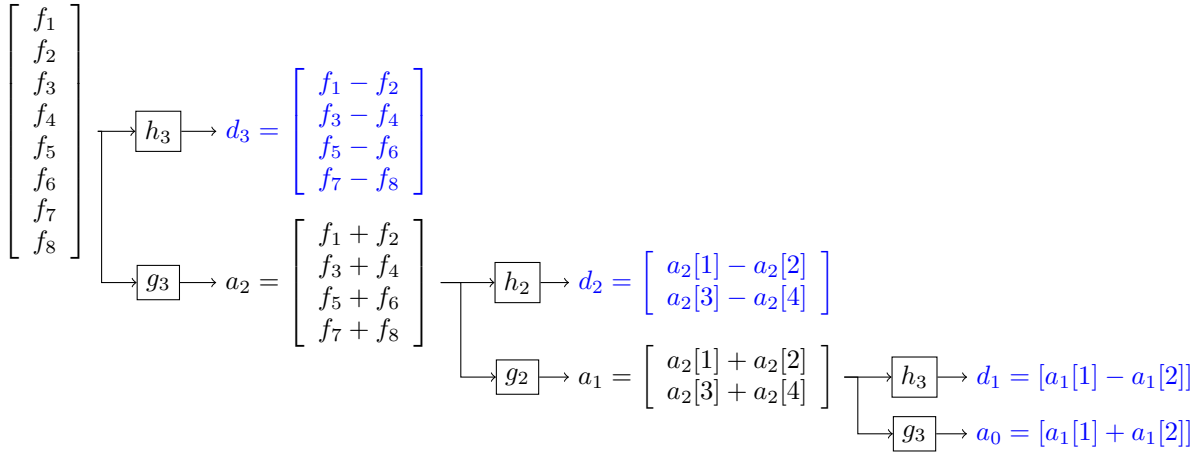 f_1
f_2
f_3
f_4
f_5
f_6
f_7
f_8
h_3
d_3 =
f_1 − f_2
f_3 − f_4
f_5 − f_6
f_7 − f_8
g_3
a_2 =
f_1 + f_2
f_3 + f_4
f_5 + f_6
f_7 + f_8
h_2
d_2 =
a_2[1] − a_2[2]
a_2[3] − a_2[4]
g_2
a_1 =
a_2[1] + a_2[2]
a_2[3] + a_2[4]
h_3
d_1 = [a_1[1] − a_1[2]]
g_3
a_0 = [a_1[1] + a_1[2]]